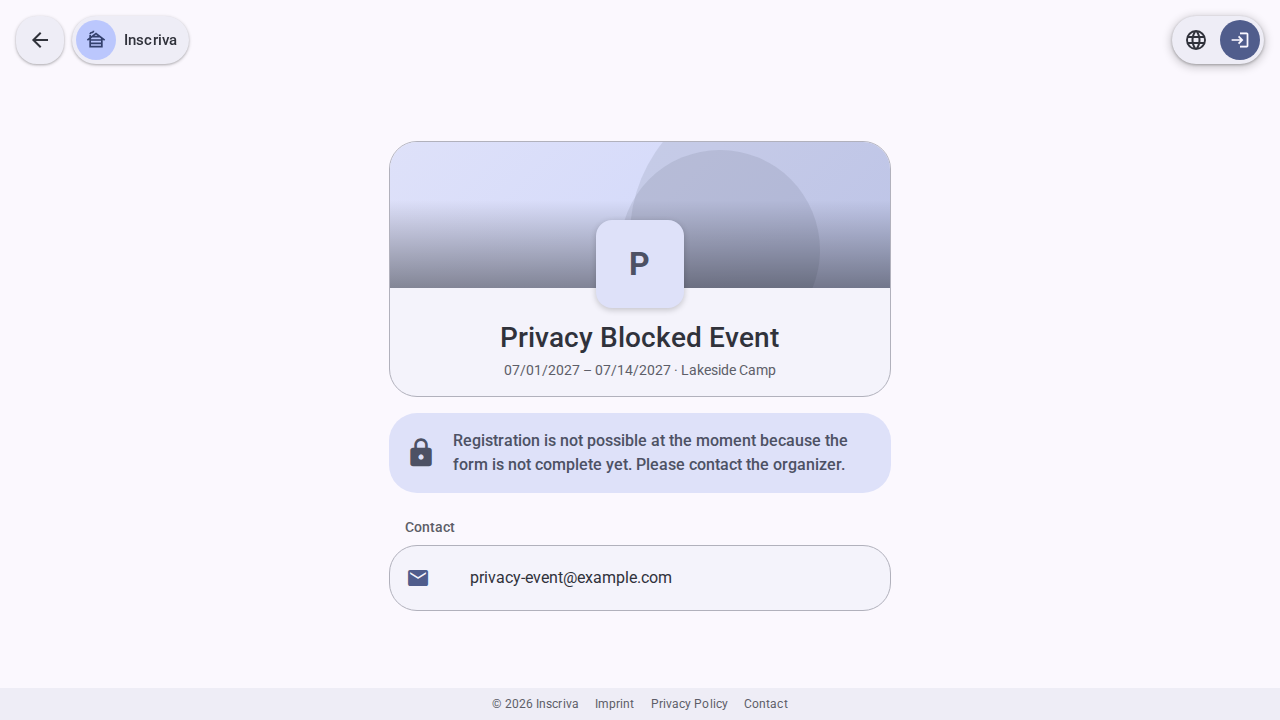 Inscriva
P
Privacy Blocked Event
07/01/2027 – 07/14/2027 · Lakeside Camp
Registration is not possible at the moment because the
form is not complete yet. Please contact the organizer.
Contact
privacy-event@example.com
© 2026 Inscriva Imprint Privacy Policy Contact